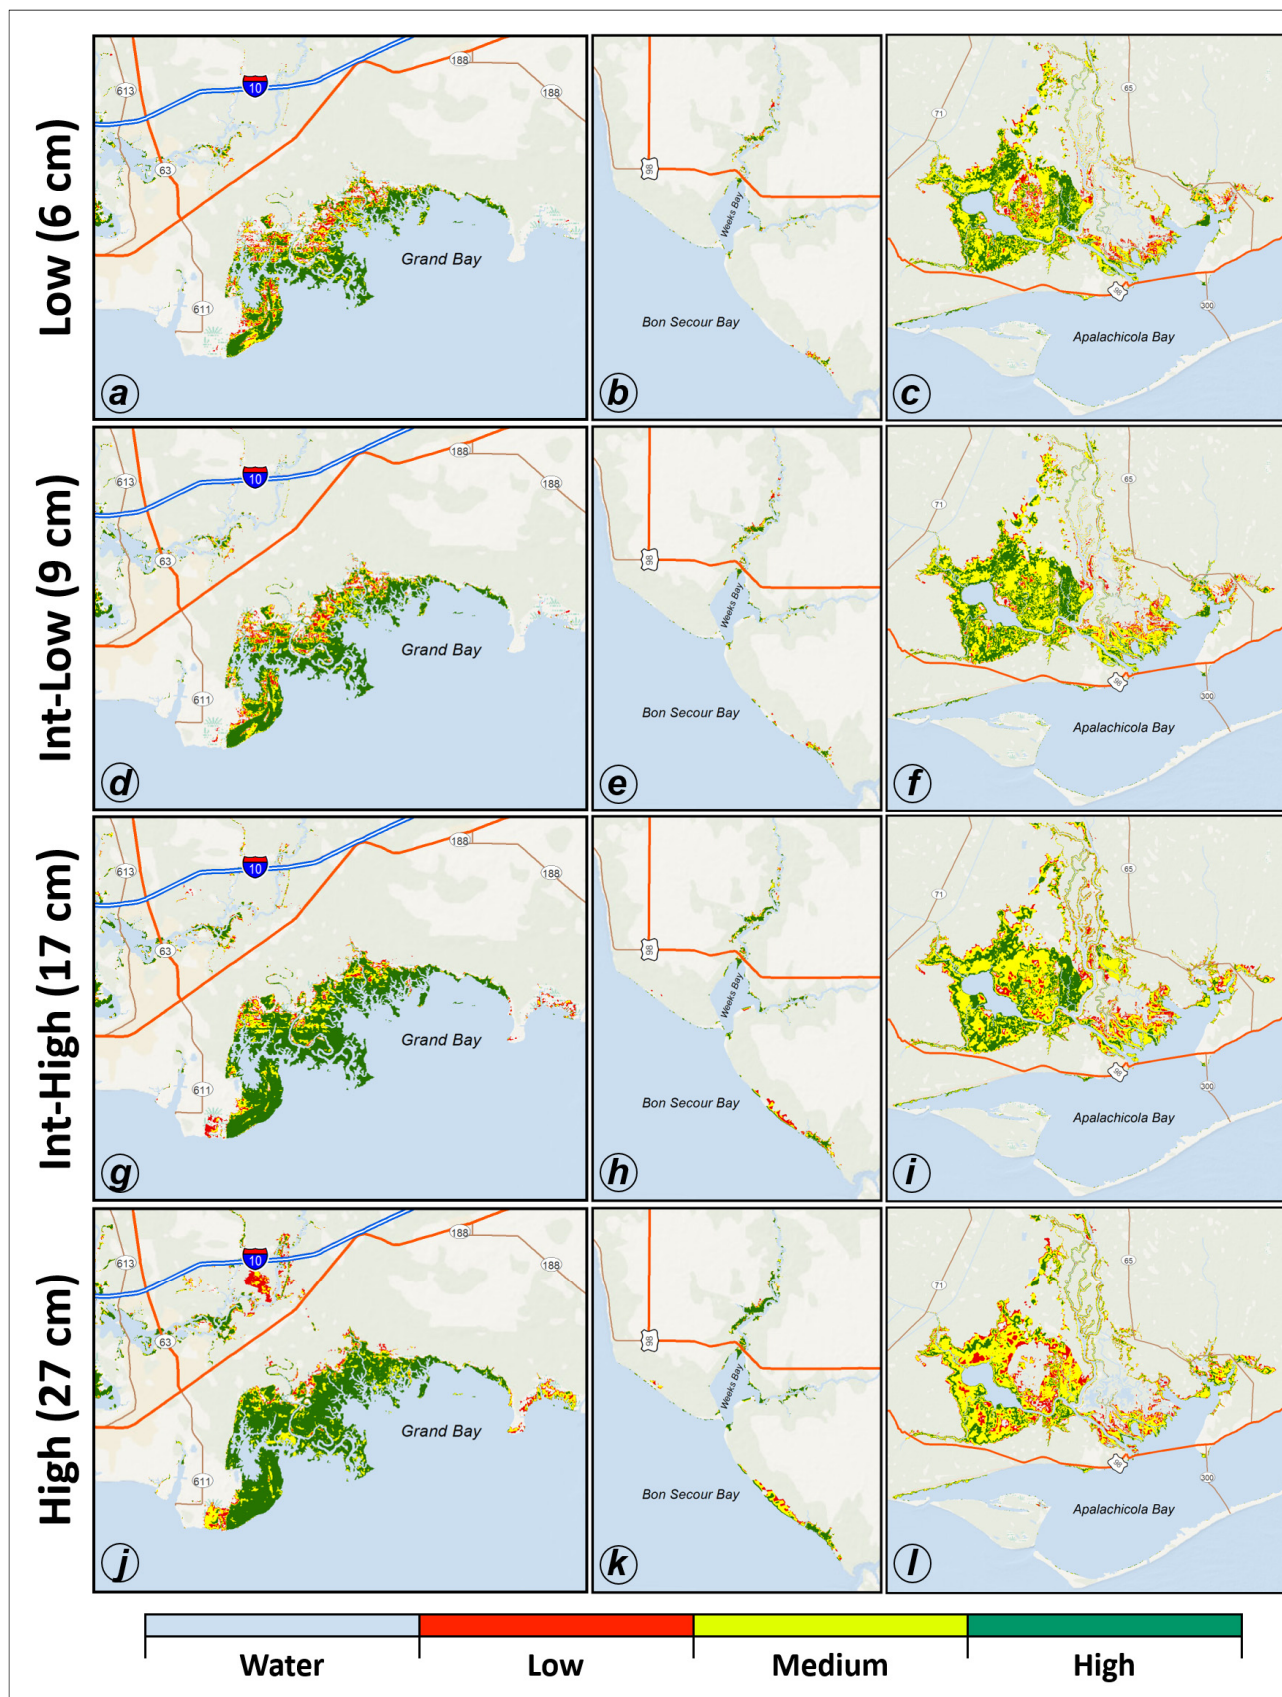 Low (6 cm)
613
10
188
188
63
611
Grand Bay
a
98
Weeks Bay
Bon Secour Bay
b
71
65
98
300
Apalachicola Bay
c
Int-Low (9 cm)
613
10
188
188
63
611
Grand Bay
d
98
Weeks Bay
Bon Secour Bay
e
71
65
98
300
Apalachicola Bay
f
Int-High (17 cm)
613
10
188
188
63
611
Grand Bay
g
98
Weeks Bay
Bon Secour Bay
h
71
65
98
300
Apalachicola Bay
i
High (27 cm)
613
10
188
188
63
611
Grand Bay
j
98
Weeks Bay
Bon Secour Bay
k
71
65
98
300
Apalachicola Bay
l
Water
Low
Medium
High